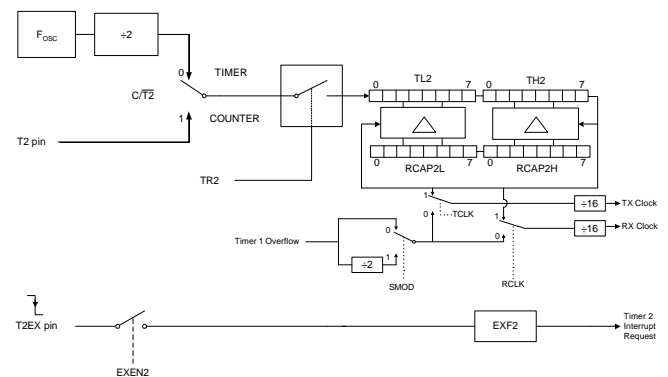 FOSC
÷2
0
TIMER
C/T2
1
COUNTER
T2 pin
TR2
0
TL2
7
0
TH2
7
0
RCAP2L
7
0
RCAP2H
7
1
TCLK
0
÷16
TX Clock
1
0
÷16
RX Clock
Timer 1 Overflow
0
1
÷2
SMOD
RCLK
T2EX pin
EXEN2
EXF2
Timer 2
Interrupt
Request